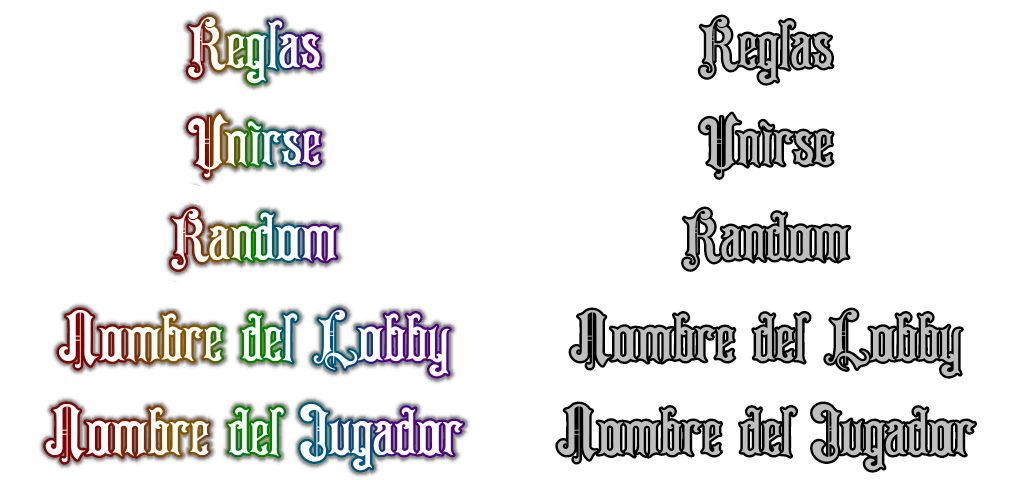 Reglas Reglas
Unirse Unirse
Random Random
Nombre del Lobby Nombre del Lobby
Nombre del Jugador Nombre del Jugador